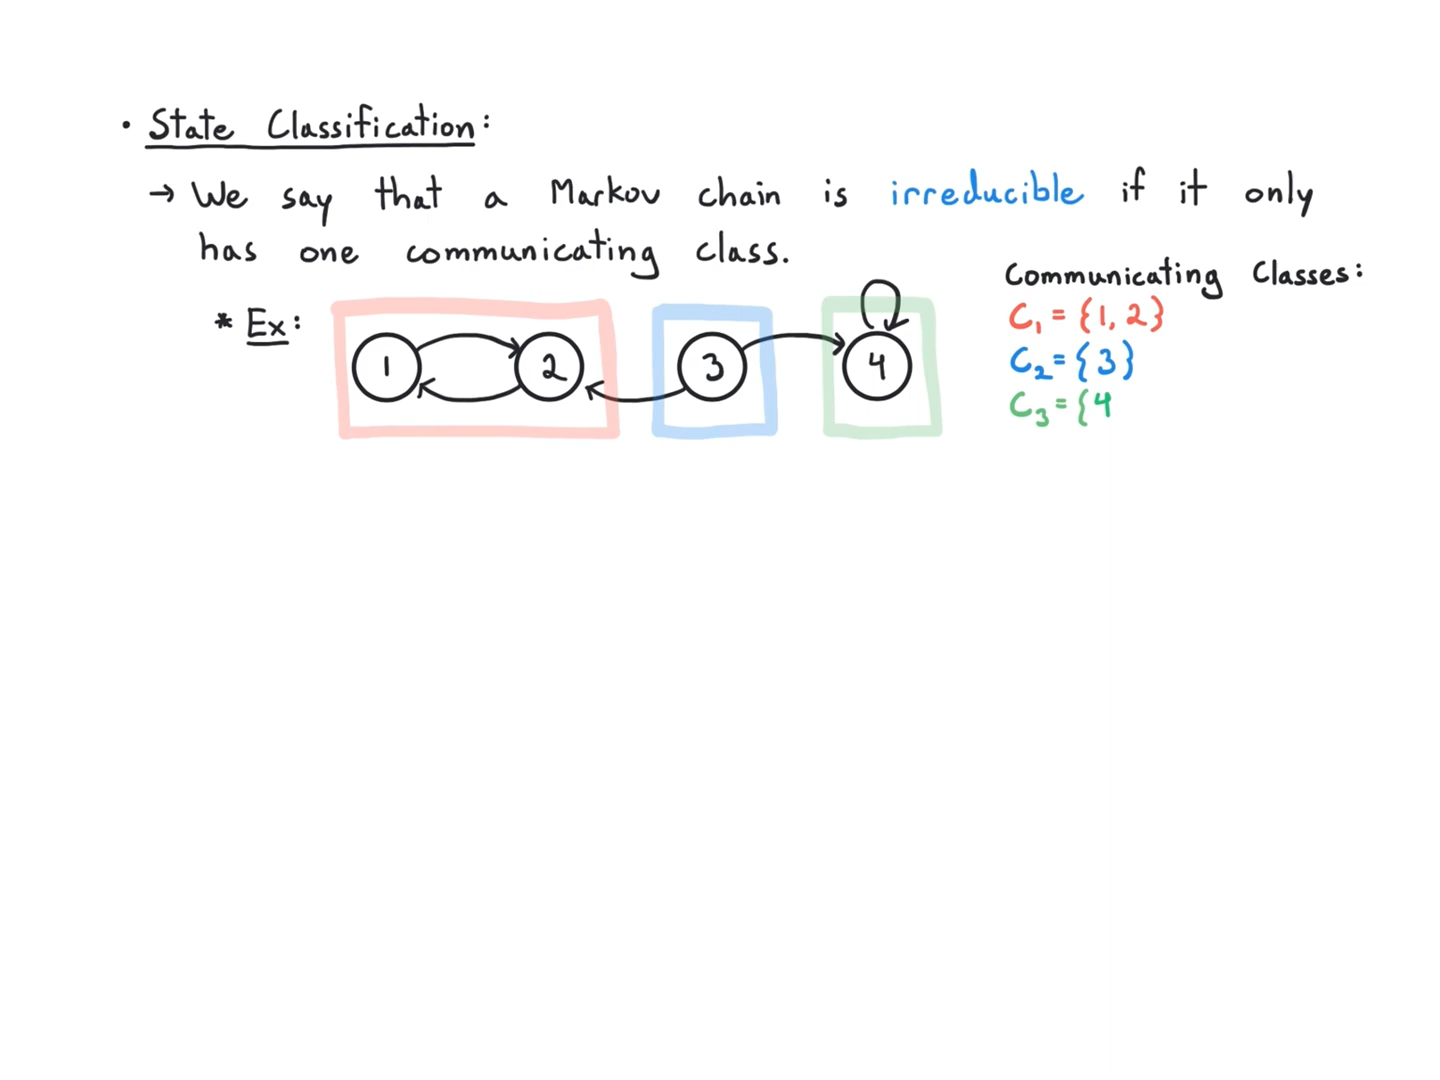 • State Classification:
→ We say that a Markov chain is irreducible if it only
has one communicating class.
* Ex:
1 2 3 4
Communicating Classes:
C₁ = {1, 2}
C₂ = {3}
C₃ = {4